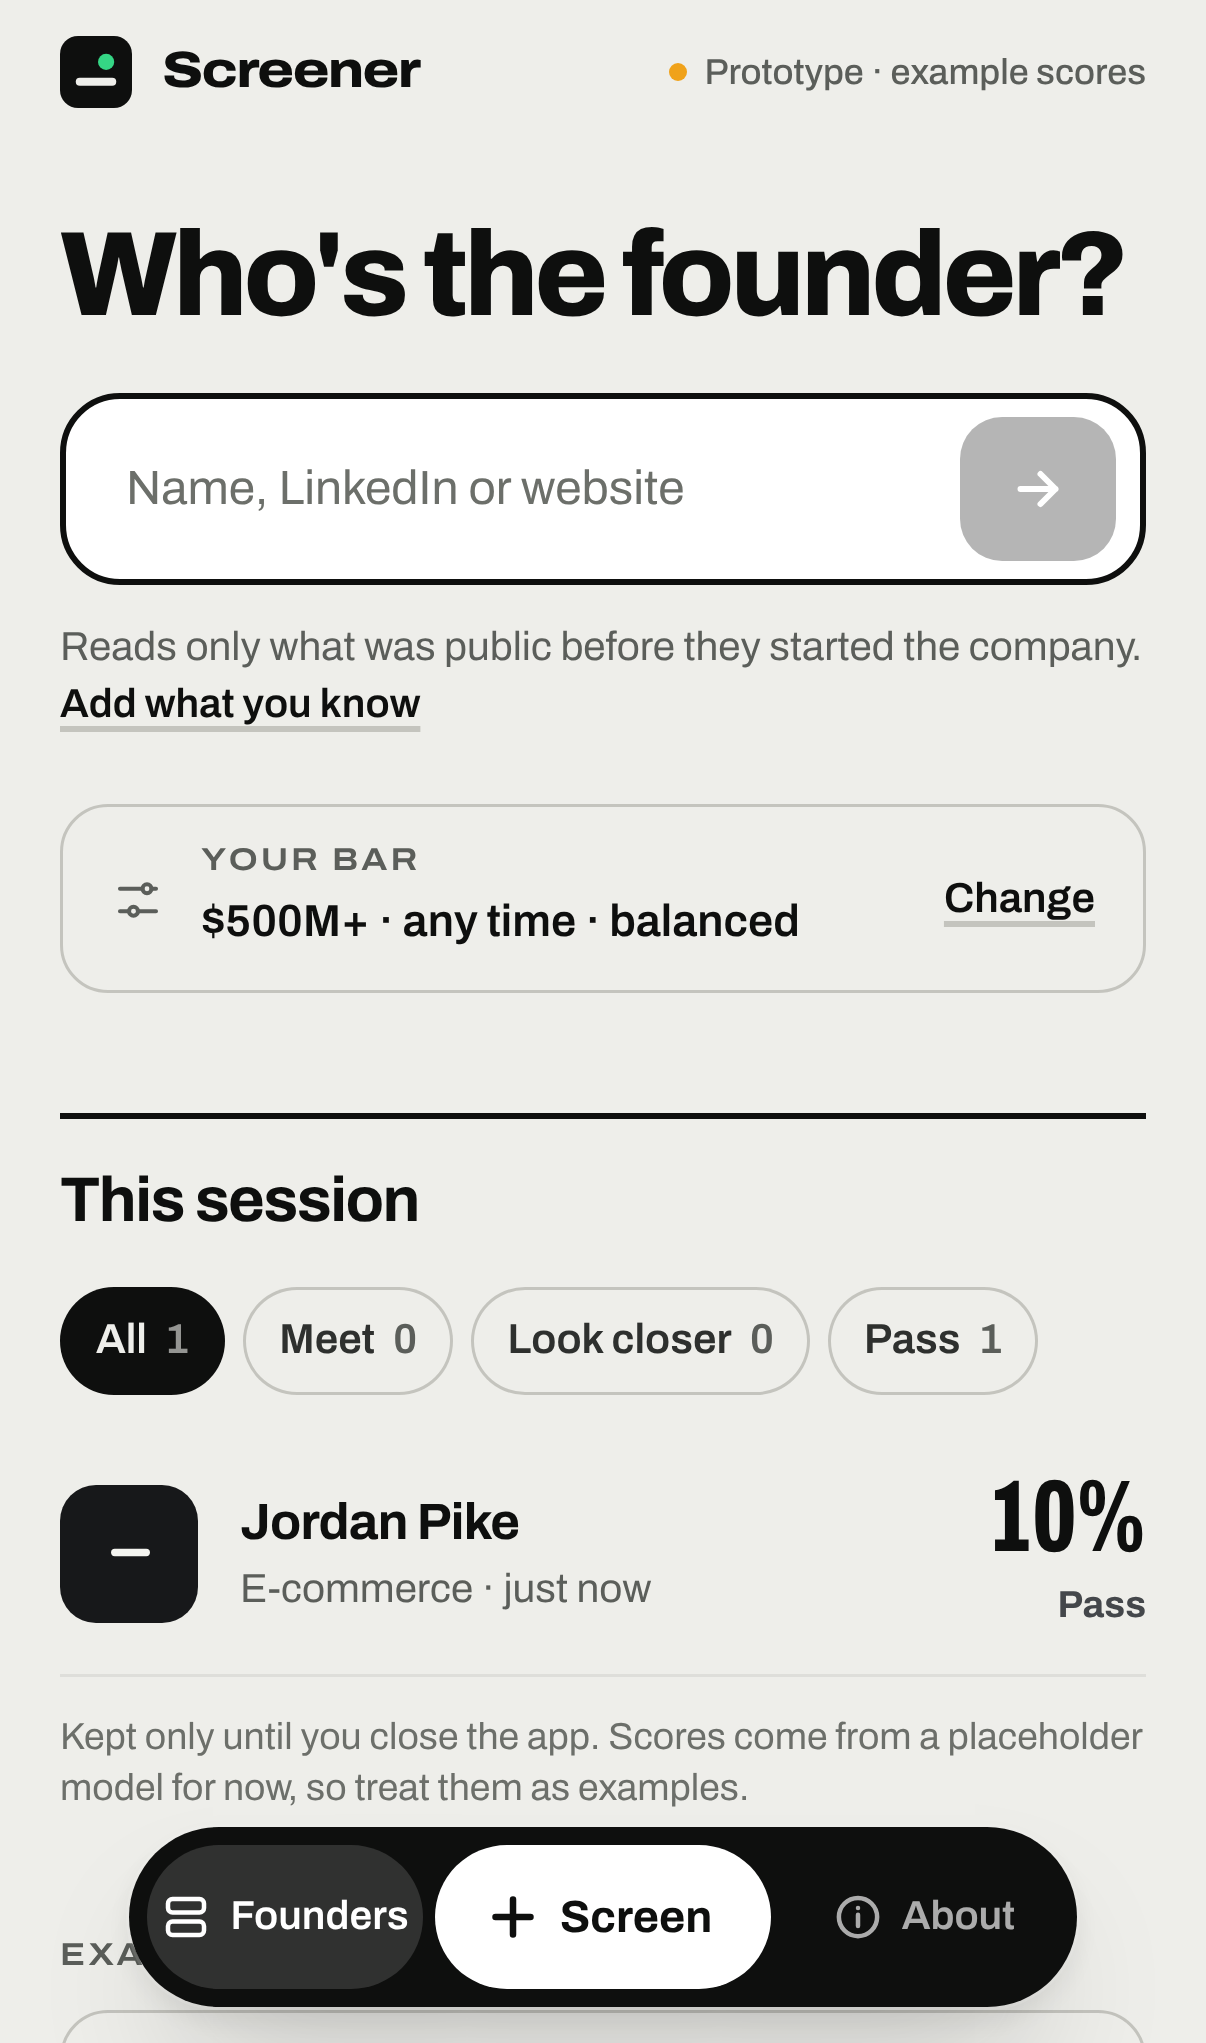 Screener
Prototype · example scores
Who's the founder?
Name, LinkedIn or website
Reads only what was public before they started the company.
Add what you know
YOUR BAR
$500M+ · any time · balanced
Change
This session
All 1
Meet 0
Look closer 0
Pass 1
Jordan Pike
E-commerce · just now
10%
Pass
Kept only until you close the app. Scores come from a placeholder
model for now, so treat them as examples.
Founders
Screen
About